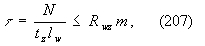 τ = N / (t_z l_w) ≤ R_wz m, (207)